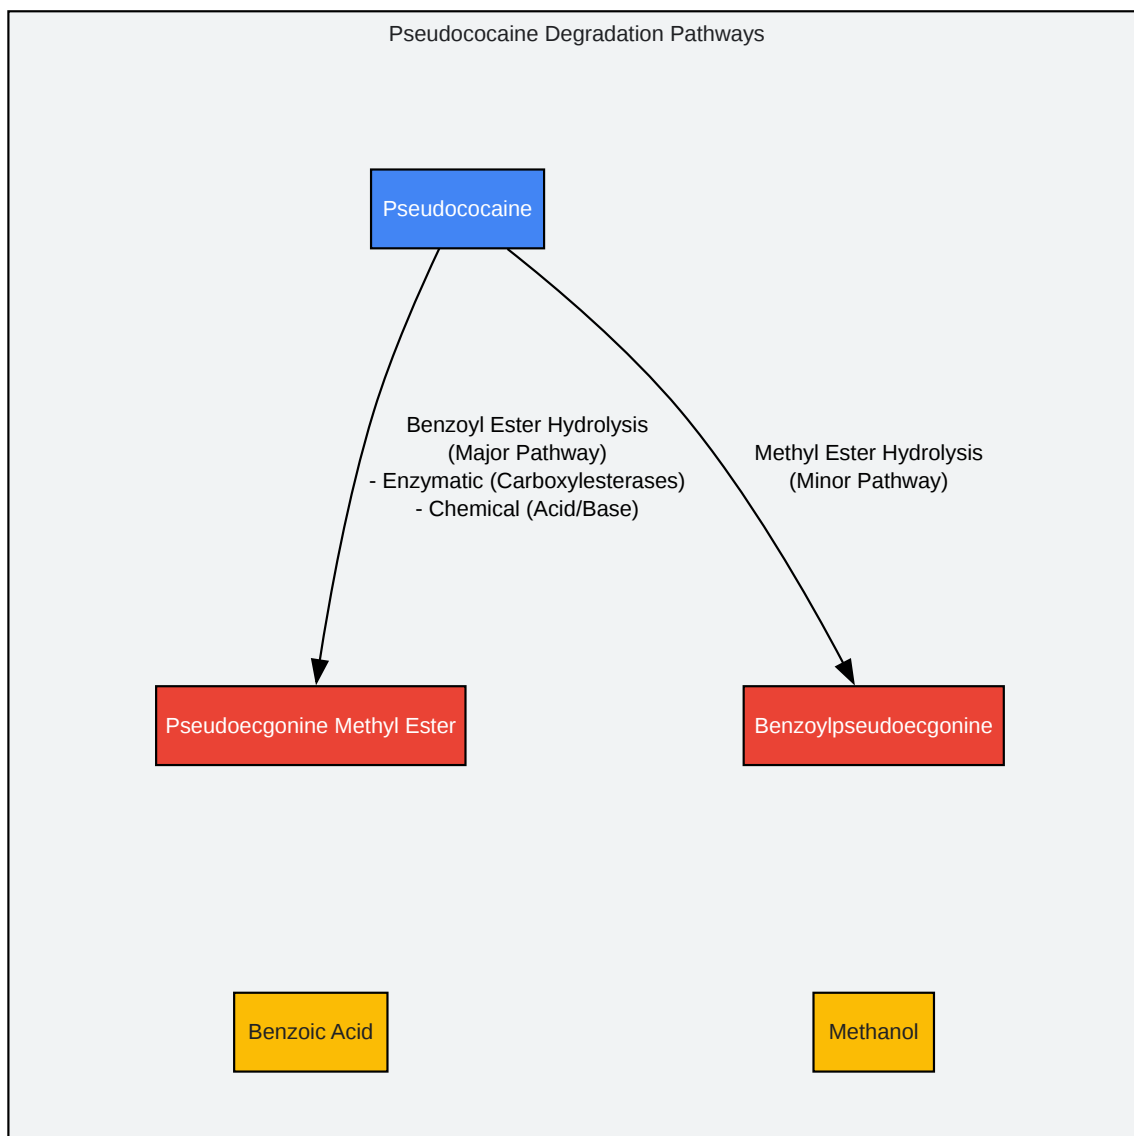 Pseudococaine Degradation Pathways
Pseudococaine
Benzoyl Ester Hydrolysis
(Major Pathway)
- Enzymatic (Carboxylesterases)
- Chemical (Acid/Base)
Methyl Ester Hydrolysis
(Minor Pathway)
Pseudoecgonine Methyl Ester
Benzoylpseudoecgonine
Benzoic Acid
Methanol